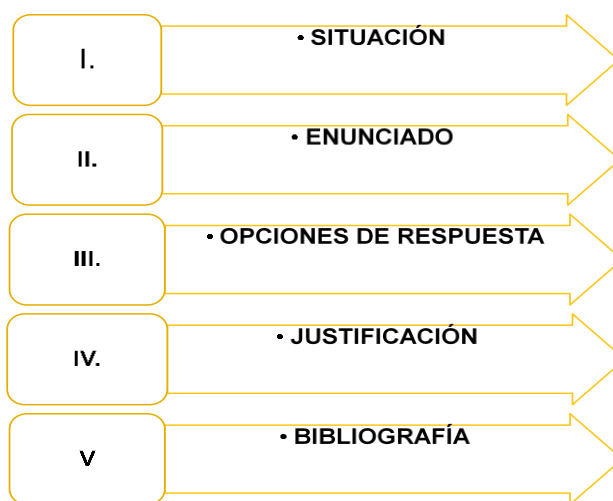 I.
• SITUACIÓN
II.
• ENUNCIADO
III.
• OPCIONES DE RESPUESTA
IV.
• JUSTIFICACIÓN
V
• BIBLIOGRAFÍA